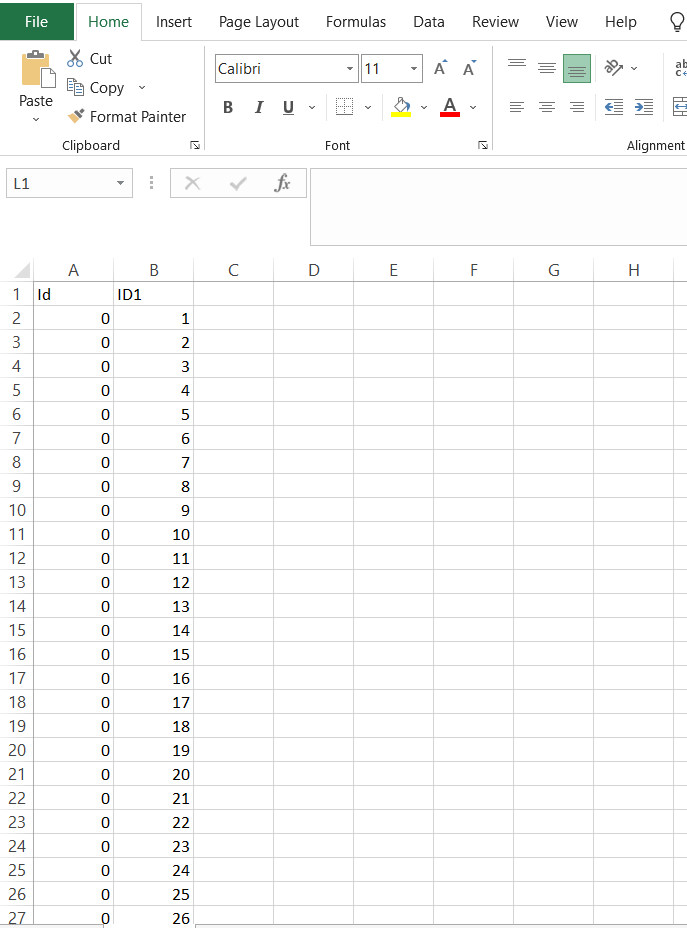 File Home Insert Page Layout Formulas Data Review View Help
Cut
Copy
Paste
Format Painter
Calibri 11 A A
B I U A
ab
Clipboard Font Alignment
L1 fx
A B C D E F G H
1 Id ID1
2 0 1
3 0 2
4 0 3
5 0 4
6 0 5
7 0 6
8 0 7
9 0 8
10 0 9
11 0 10
12 0 11
13 0 12
14 0 13
15 0 14
16 0 15
17 0 16
18 0 17
19 0 18
20 0 19
21 0 20
22 0 21
23 0 22
24 0 23
25 0 24
26 0 25
27 0 26